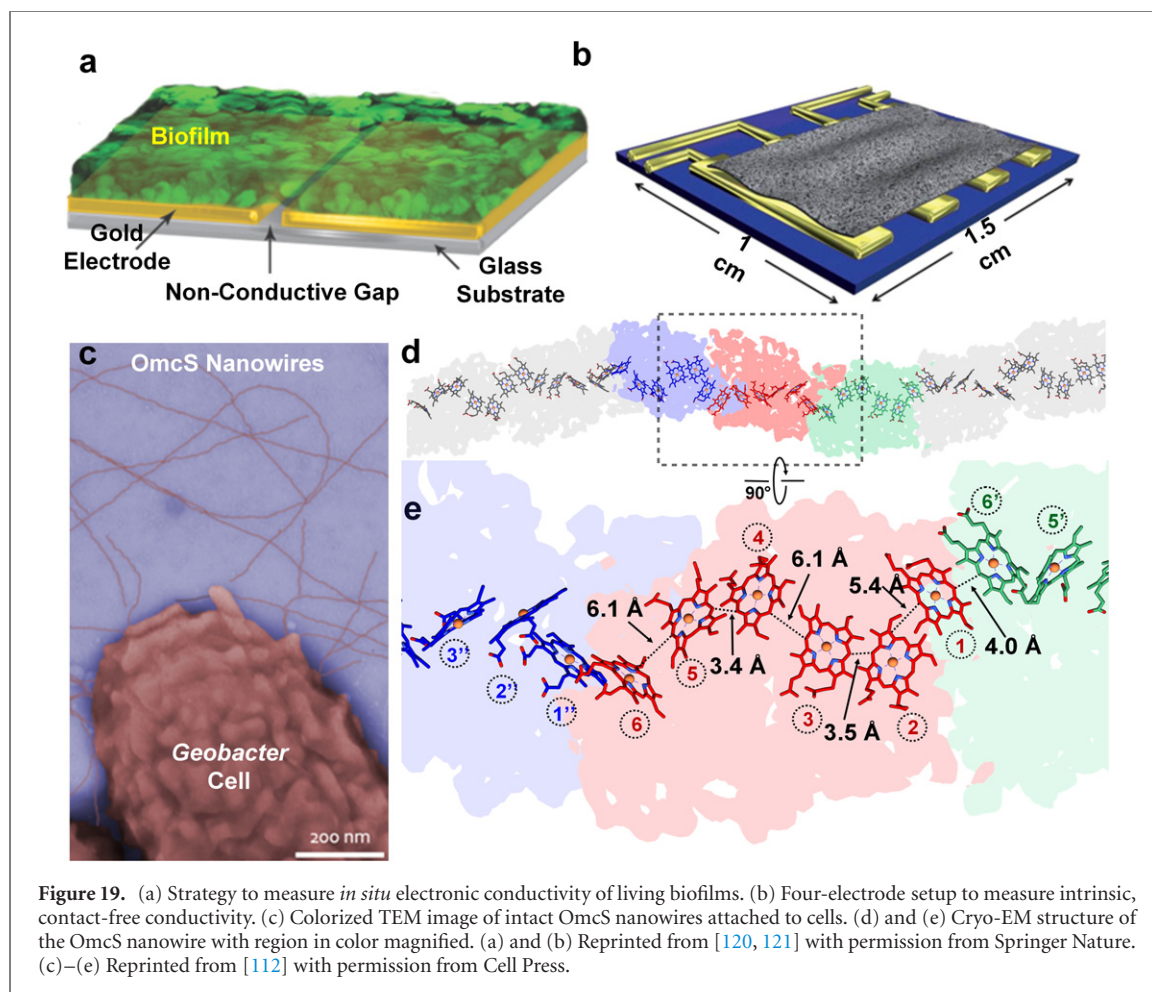 a
Biofilm
Gold
Electrode
Non-Conductive Gap
Glass
Substrate
b
1
cm
1.5
cm
c
OmcS Nanowires
Geobacter
Cell
200 nm
d
90°
e
3''
2''
1''
6
6.1 Å
5
3.4 Å
4
6.1 Å
3
3.5 Å
2
5.4 Å
1
4.0 Å
6'
5'
Figure 19. (a) Strategy to measure in situ electronic conductivity of living biofilms. (b) Four-electrode setup to measure intrinsic,
contact-free conductivity. (c) Colorized TEM image of intact OmcS nanowires attached to cells. (d) and (e) Cryo-EM structure of
the OmcS nanowire with region in color magnified. (a) and (b) Reprinted from [120, 121] with permission from Springer Nature.
(c)–(e) Reprinted from [112] with permission from Cell Press.